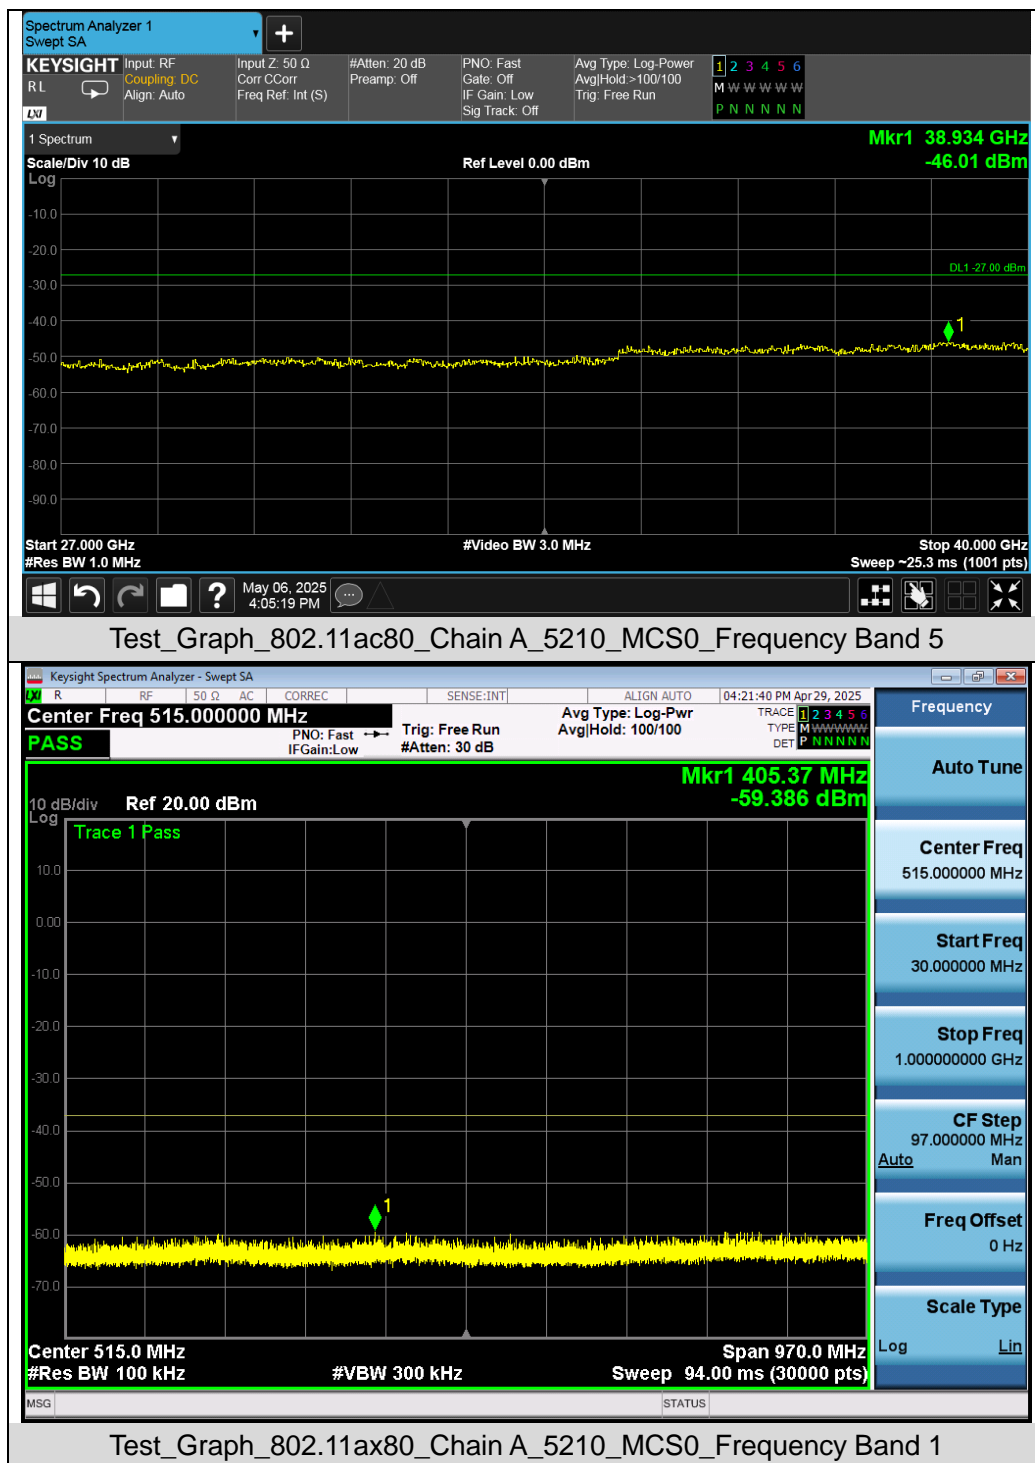 Spectrum Analyzer 1
Swept SA
KEYSIGHT
Input: RF
Input Z: 50 Ω
#Atten: 20 dB
PNO: Fast
Avg Type: Log-Power
1 2 3 4 5 6
R L
Coupling: DC
Corr CCorr
Preamp: Off
Gate: Off
Avg|Hold:>100/100
M W W W W W
Align: Auto
Freq Ref: Int (S)
IF Gain: Low
Trig: Free Run
LXI
Sig Track: Off
P N N N N N
1 Spectrum
Mkr1 38.934 GHz
Scale/Div 10 dB
Ref Level 0.00 dBm
-46.01 dBm
Log
-10.0
-20.0
DL1 -27.00 dBm
-30.0
-40.0
1
-50.0
-60.0
-70.0
-80.0
-90.0
Start 27.000 GHz
#Video BW 3.0 MHz
Stop 40.000 GHz
#Res BW 1.0 MHz
Sweep ~25.3 ms (1001 pts)
?
May 06, 2025
4:05:19 PM
Test_Graph_802.11ac80_Chain A_5210_MCS0_Frequency Band 5
Keysight Spectrum Analyzer - Swept SA
LXI R RF 50 Ω AC CORREC SENSE:INT ALIGN AUTO 04:21:40 PM Apr 29, 2025
Center Freq 515.000000 MHz
Avg Type: Log-Pwr
TRACE 1 2 3 4 5 6
Frequency
PASS
PNO: Fast
IFGain:Low
Trig: Free Run
#Atten: 30 dB
Avg|Hold: 100/100
TYPE M W W W W W
DET P N N N N N
Auto Tune
Mkr1 405.37 MHz
-59.386 dBm
10 dB/div
Ref 20.00 dBm
Log
Trace 1 Pass
10.0
0.00
-10.0
-20.0
-30.0
-40.0
-50.0
-60.0
-70.0
1
Center Freq
515.000000 MHz
Start Freq
30.000000 MHz
Stop Freq
1.000000000 GHz
CF Step
97.000000 MHz
Auto Man
Freq Offset
0 Hz
Scale Type
Log Lin
Center 515.0 MHz
Span 970.0 MHz
#Res BW 100 kHz
#VBW 300 kHz
Sweep 94.00 ms (30000 pts)
MSG
STATUS
Test_Graph_802.11ax80_Chain A_5210_MCS0_Frequency Band 1